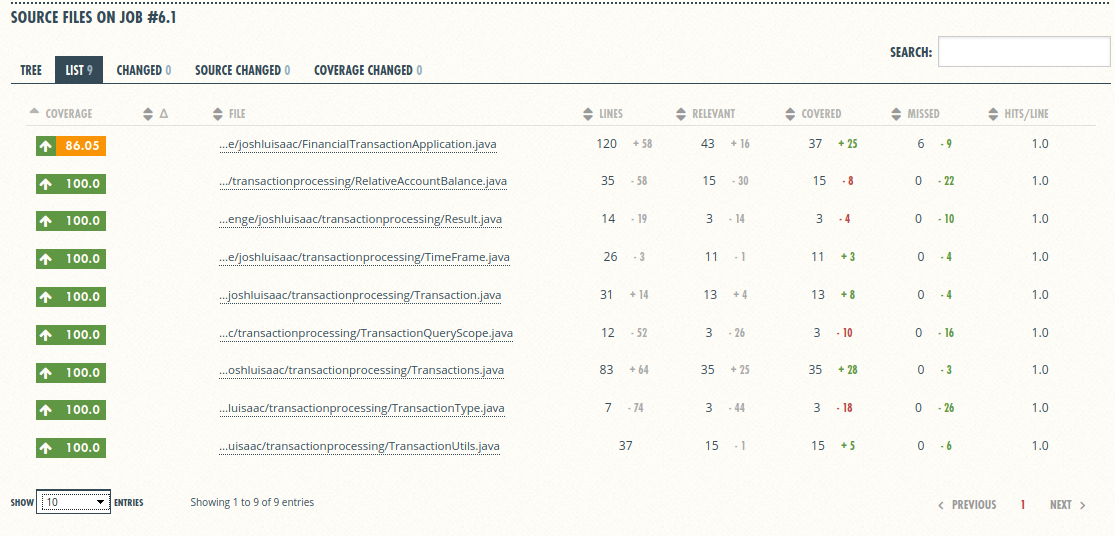 SOURCE FILES ON JOB #6.1
SEARCH:
TREE LIST 9 CHANGED 0 SOURCE CHANGED 0 COVERAGE CHANGED 0
COVERAGE Δ FILE LINES RELEVANT COVERED MISSED HITS/LINE
86.05 ...e/joshluisaac/FinancialTransactionApplication.java 120 + 58 43 + 16 37 + 25 6 - 9 1.0
100.0 .../transactionprocessing/RelativeAccountBalance.java 35 - 58 15 - 30 15 - 8 0 - 22 1.0
100.0 ...enge/joshluisaac/transactionprocessing/Result.java 14 - 19 3 - 14 3 - 4 0 - 10 1.0
100.0 ...e/joshluisaac/transactionprocessing/TimeFrame.java 26 - 3 11 - 1 11 + 3 0 - 4 1.0
100.0 ...joshluisaac/transactionprocessing/Transaction.java 31 + 14 13 + 4 13 + 8 0 - 4 1.0
100.0 ...c/transactionprocessing/TransactionQueryScope.java 12 - 52 3 - 26 3 - 10 0 - 16 1.0
100.0 ...oshluisaac/transactionprocessing/Transactions.java 83 + 64 35 + 25 35 + 28 0 - 3 1.0
100.0 ...luisaac/transactionprocessing/TransactionType.java 7 - 74 3 - 44 3 - 18 0 - 26 1.0
100.0 ...uisaac/transactionprocessing/TransactionUtils.java 37 15 - 1 15 + 5 0 - 6 1.0
SHOW 10 ENTRIES Showing 1 to 9 of 9 entries < PREVIOUS 1 NEXT >